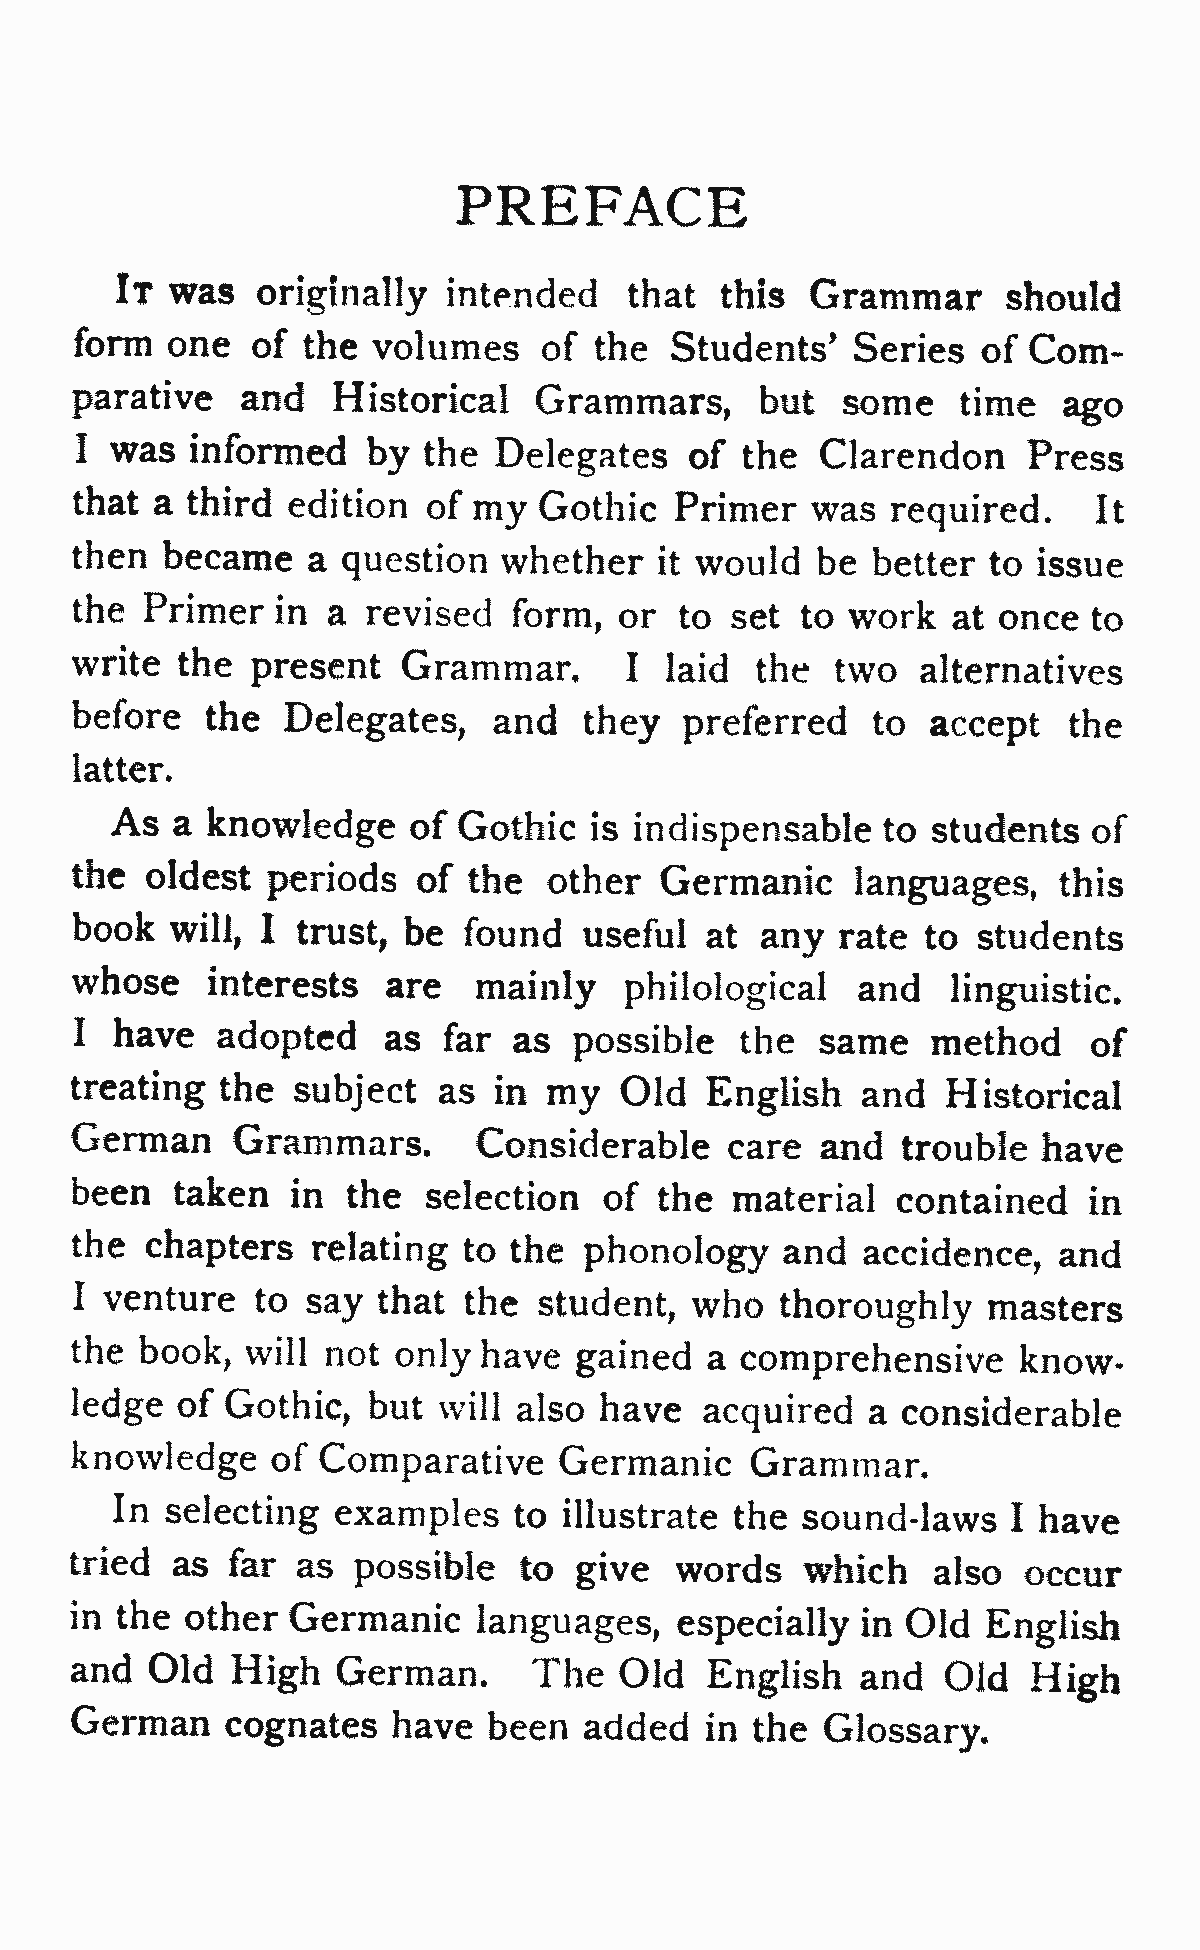 PREFACE
It was originally intended that this Grammar should
form one of the volumes of the Students' Series of Com-
parative and Historical Grammars, but some time ago
I was informed by the Delegates of the Clarendon Press
that a third edition of my Gothic Primer was required. It
then became a question whether it would be better to issue
the Primer in a revised form, or to set to work at once to
write the present Grammar. I laid the two alternatives
before the Delegates, and they preferred to accept the
latter.
As a knowledge of Gothic is indispensable to students of
the oldest periods of the other Germanic languages, this
book will, I trust, be found useful at any rate to students
whose interests are mainly philological and linguistic.
I have adopted as far as possible the same method of
treating the subject as in my Old English and Historical
German Grammars. Considerable care and trouble have
been taken in the selection of the material contained in
the chapters relating to the phonology and accidence, and
I venture to say that the student, who thoroughly masters
the book, will not only have gained a comprehensive know-
ledge of Gothic, but will also have acquired a considerable
knowledge of Comparative Germanic Grammar.
In selecting examples to illustrate the sound-laws I have
tried as far as possible to give words which also occur
in the other Germanic languages, especially in Old English
and Old High German. The Old English and Old High
German cognates have been added in the Glossary.